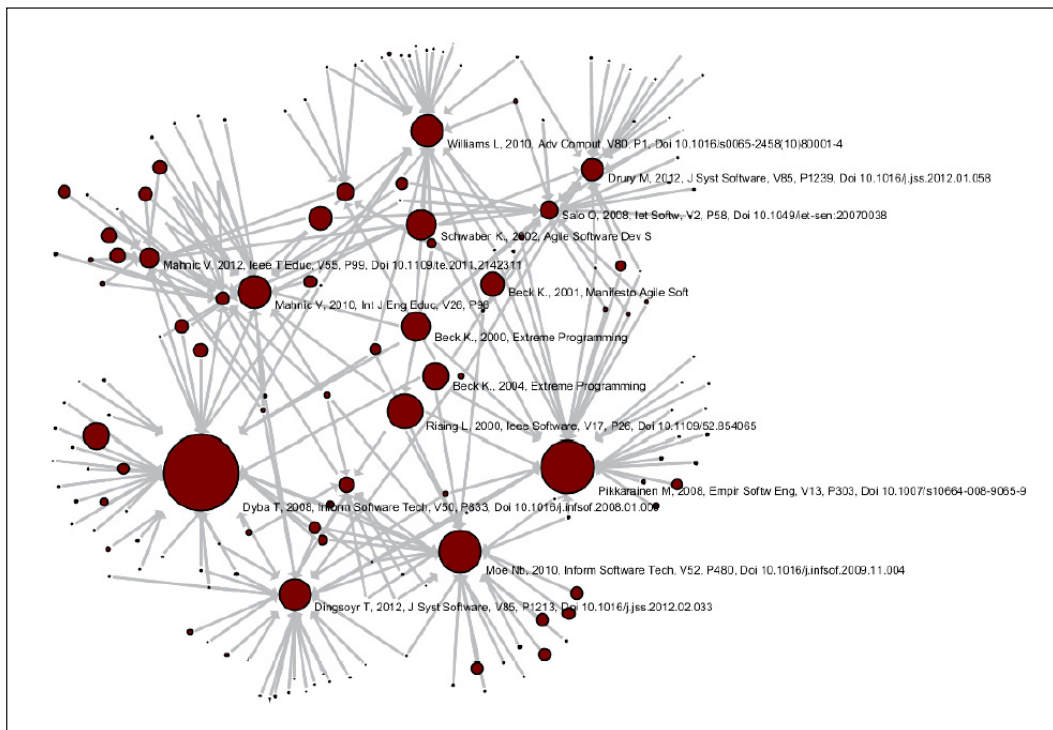 Williams L, 2010, Adv Comput, V80, P1, Doi 10.1016/s0065-2458(10)80001-4
Drury M, 2012, J Syst Software, V85, P1239, Doi 10.1016/j.jss.2012.01.058
Salo O, 2008, Iet Softw, V2, P58, Doi 10.1049/iet-sen:20070038
Schwaber K., 2002, Agile Software Dev S
Mahnic V, 2012, Ieee T Educ, V55, P99, Doi 10.1109/te.2011.2142311
Beck K., 2001, Manifesto Agile Soft
Mahnic V, 2010, Int J Eng Educ, V26, P98
Beck K., 2000, Extreme Programming
Beck K., 2004, Extreme Programming
Rising L, 2000, Ieee Software, V17, P26, Doi 10.1109/52.854065
Pikkarainen M, 2008, Empir Softw Eng, V13, P303, Doi 10.1007/s10664-008-9065-9
Dyba T, 2008, Inform Software Tech, V50, P833, Doi 10.1016/j.infsof.2008.01.006
Moe Nb, 2010, Inform Software Tech, V52, P480, Doi 10.1016/j.infsof.2009.11.004
Dingsoyr T, 2012, J Syst Software, V85, P1213, Doi 10.1016/j.jss.2012.02.033